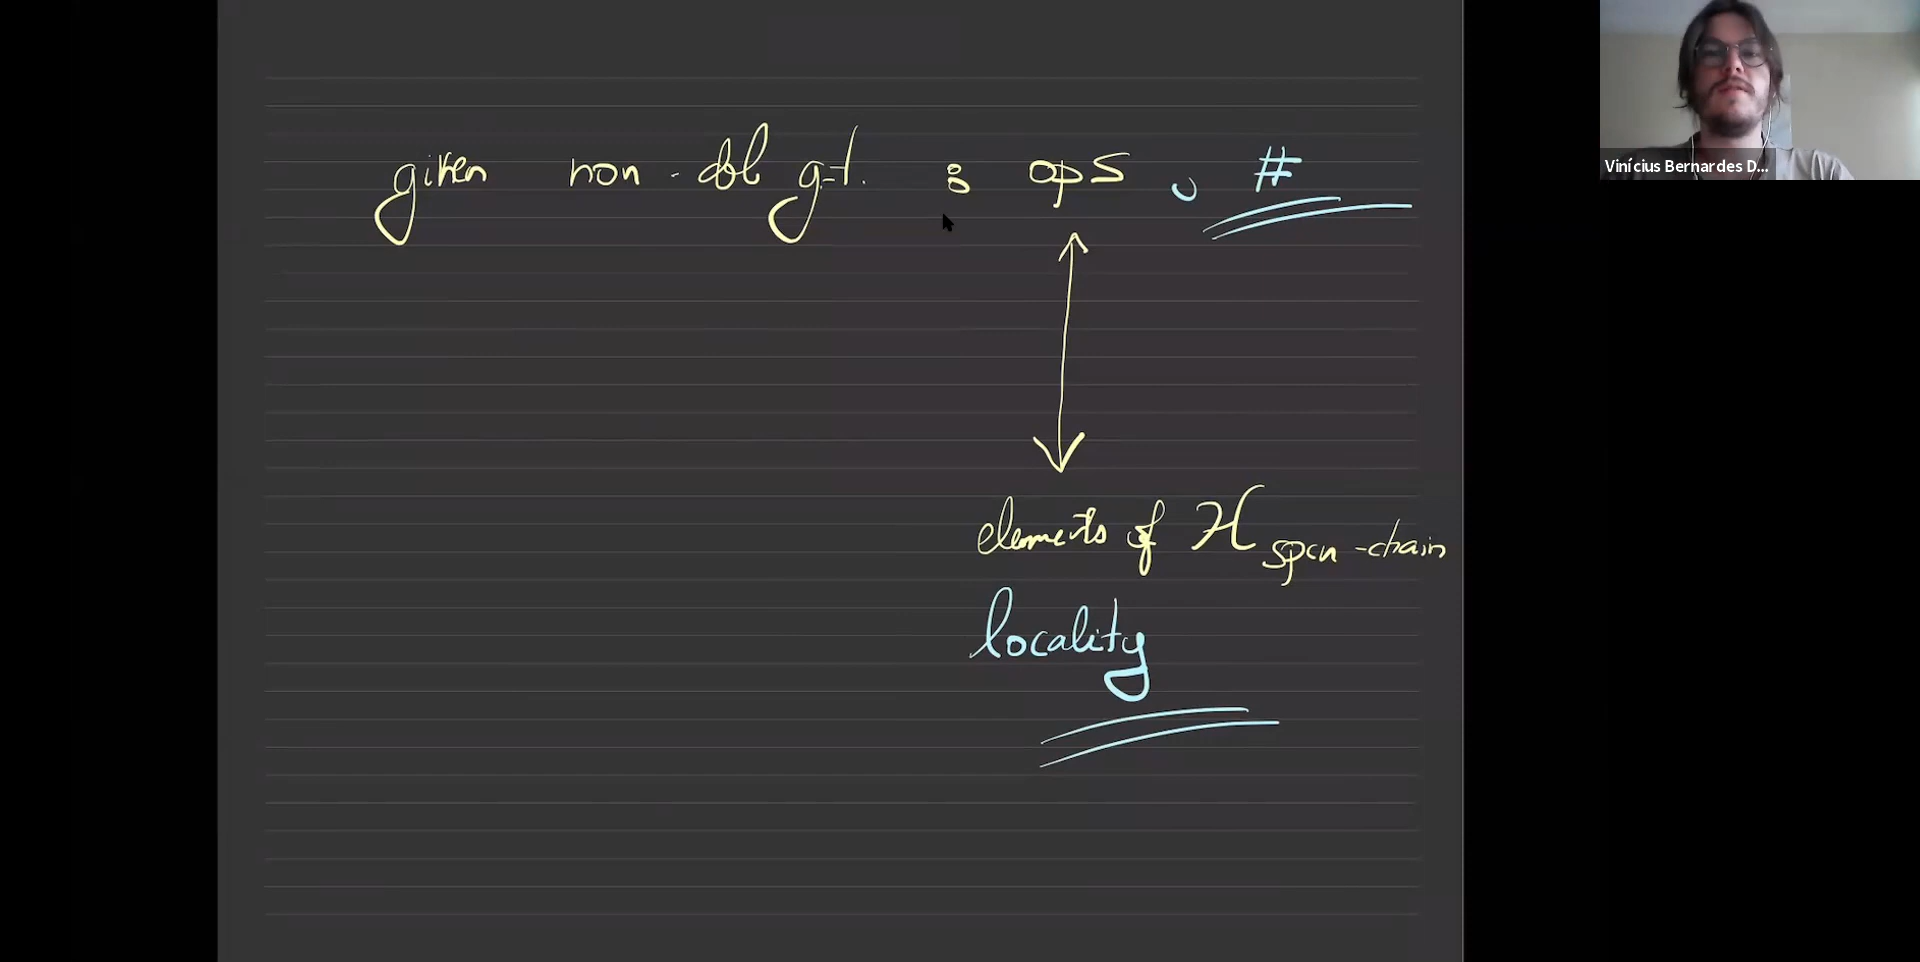 given non-abl g.t. : ops , #
Vinícius Bernardes D...
elements of H spin-chain
locality